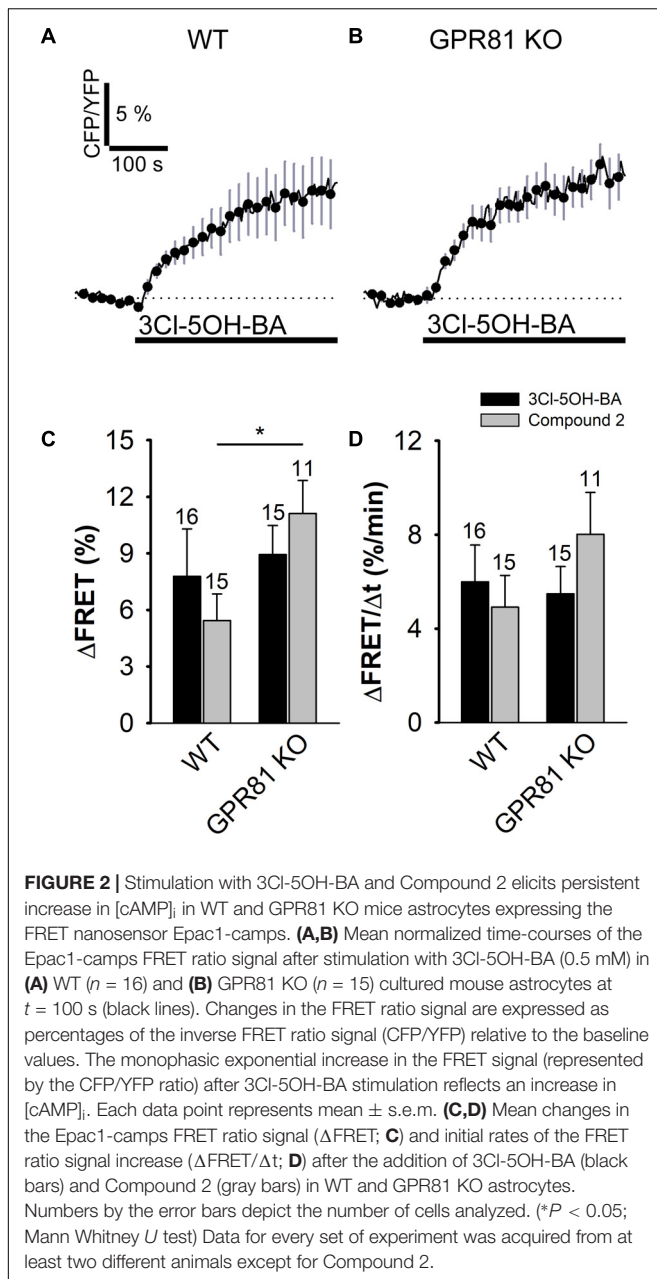 A WT
B GPR81 KO
CFP/YFP
5 %
100 s
3Cl-5OH-BA
3Cl-5OH-BA
3Cl-5OH-BA
Compound 2
C
ΔFRET (%)
15
12
9
6
3
0
16
15
15
11
*
WT
GPR81 KO
D
ΔFRET/Δt (%/min)
12
8
4
0
16
15
15
11
WT
GPR81 KO
FIGURE 2 | Stimulation with 3Cl-5OH-BA and Compound 2 elicits persistent
increase in [cAMP]i in WT and GPR81 KO mice astrocytes expressing the
FRET nanosensor Epac1-camps. (A,B) Mean normalized time-courses of the
Epac1-camps FRET ratio signal after stimulation with 3Cl-5OH-BA (0.5 mM) in
(A) WT (n = 16) and (B) GPR81 KO (n = 15) cultured mouse astrocytes at
t = 100 s (black lines). Changes in the FRET ratio signal are expressed as
percentages of the inverse FRET ratio signal (CFP/YFP) relative to the baseline
values. The monophasic exponential increase in the FRET signal (represented
by the CFP/YFP ratio) after 3Cl-5OH-BA stimulation reflects an increase in
[cAMP]i. Each data point represents mean ± s.e.m. (C,D) Mean changes in
the Epac1-camps FRET ratio signal (ΔFRET; C) and initial rates of the FRET
ratio signal increase (ΔFRET/Δt; D) after the addition of 3Cl-5OH-BA (black
bars) and Compound 2 (gray bars) in WT and GPR81 KO astrocytes.
Numbers by the error bars depict the number of cells analyzed. (*P < 0.05;
Mann Whitney U test) Data for every set of experiment was acquired from at
least two different animals except for Compound 2.